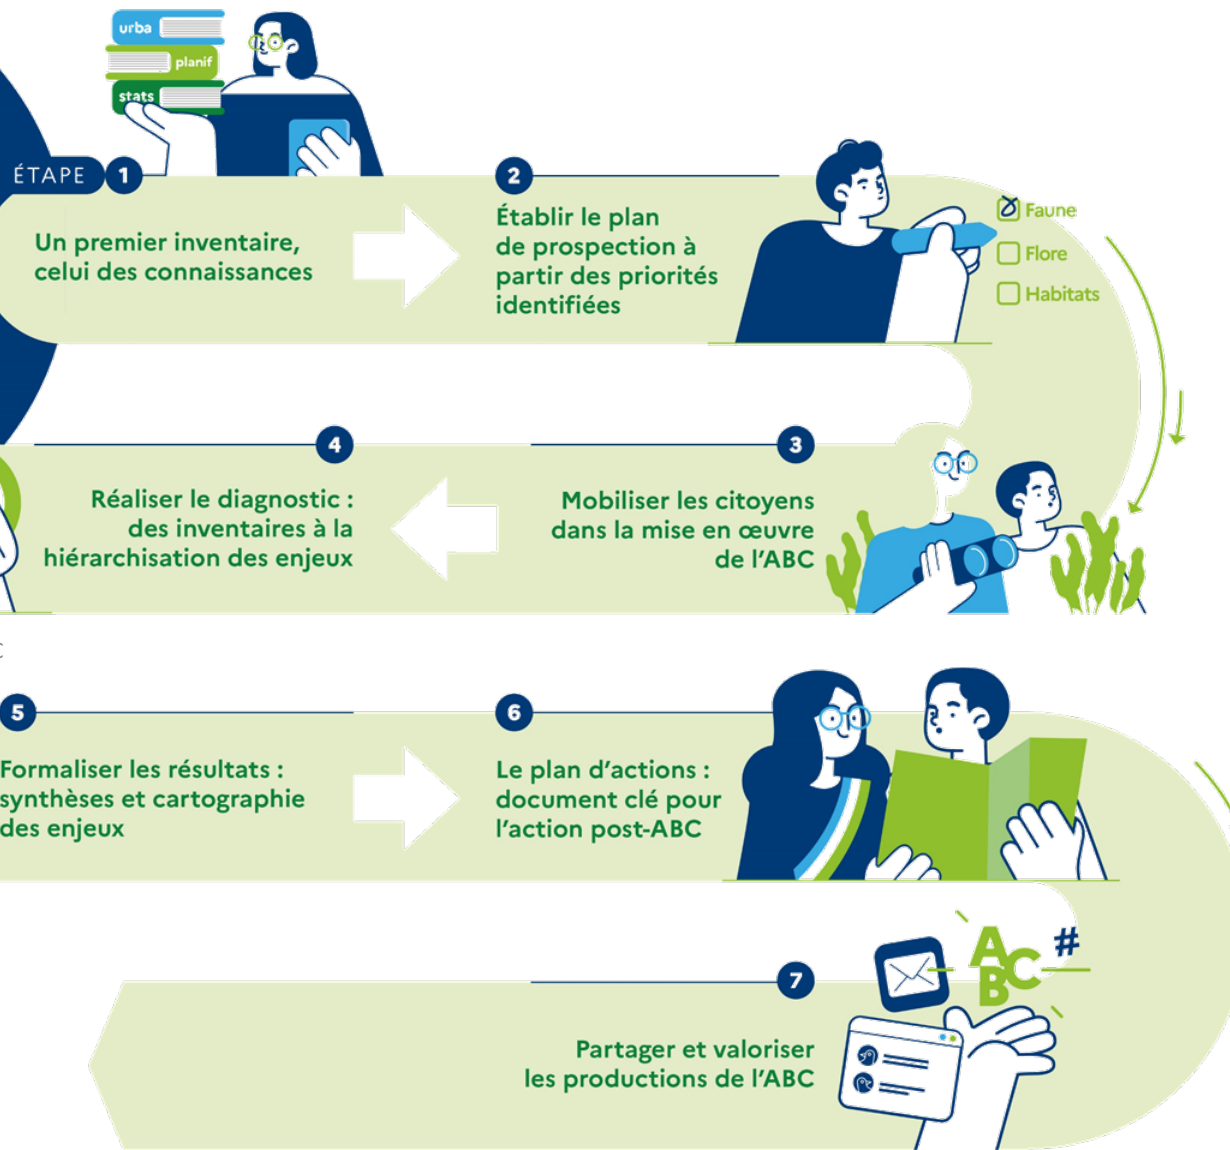 urba
planif
stats
ÉTAPE 1
Un premier inventaire,
celui des connaissances
2
Établir le plan
de prospection à
partir des priorités
identifiées
Faune
Flore
Habitats
3
Mobiliser les citoyens
dans la mise en œuvre
de l'ABC
4
Réaliser le diagnostic :
des inventaires à la
hiérarchisation des enjeux
5
Formaliser les résultats :
synthèses et cartographie
des enjeux
6
Le plan d'actions :
document clé pour
l'action post-ABC
7
Partager et valoriser
les productions de l'ABC
ABC
#